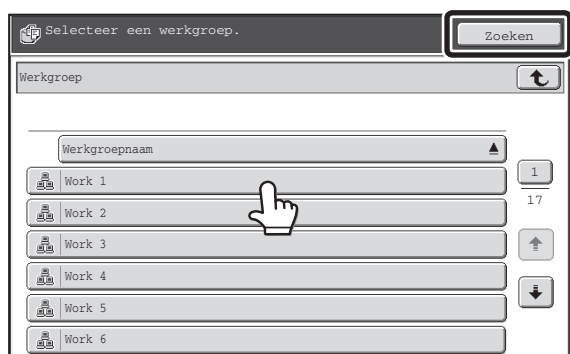 Selecteer een werkgroep.
Zoeken
Werkgroep
Werkgroepnaam
Work 1
1
17
Work 2
Work 3
Work 4
Work 5
Work 6